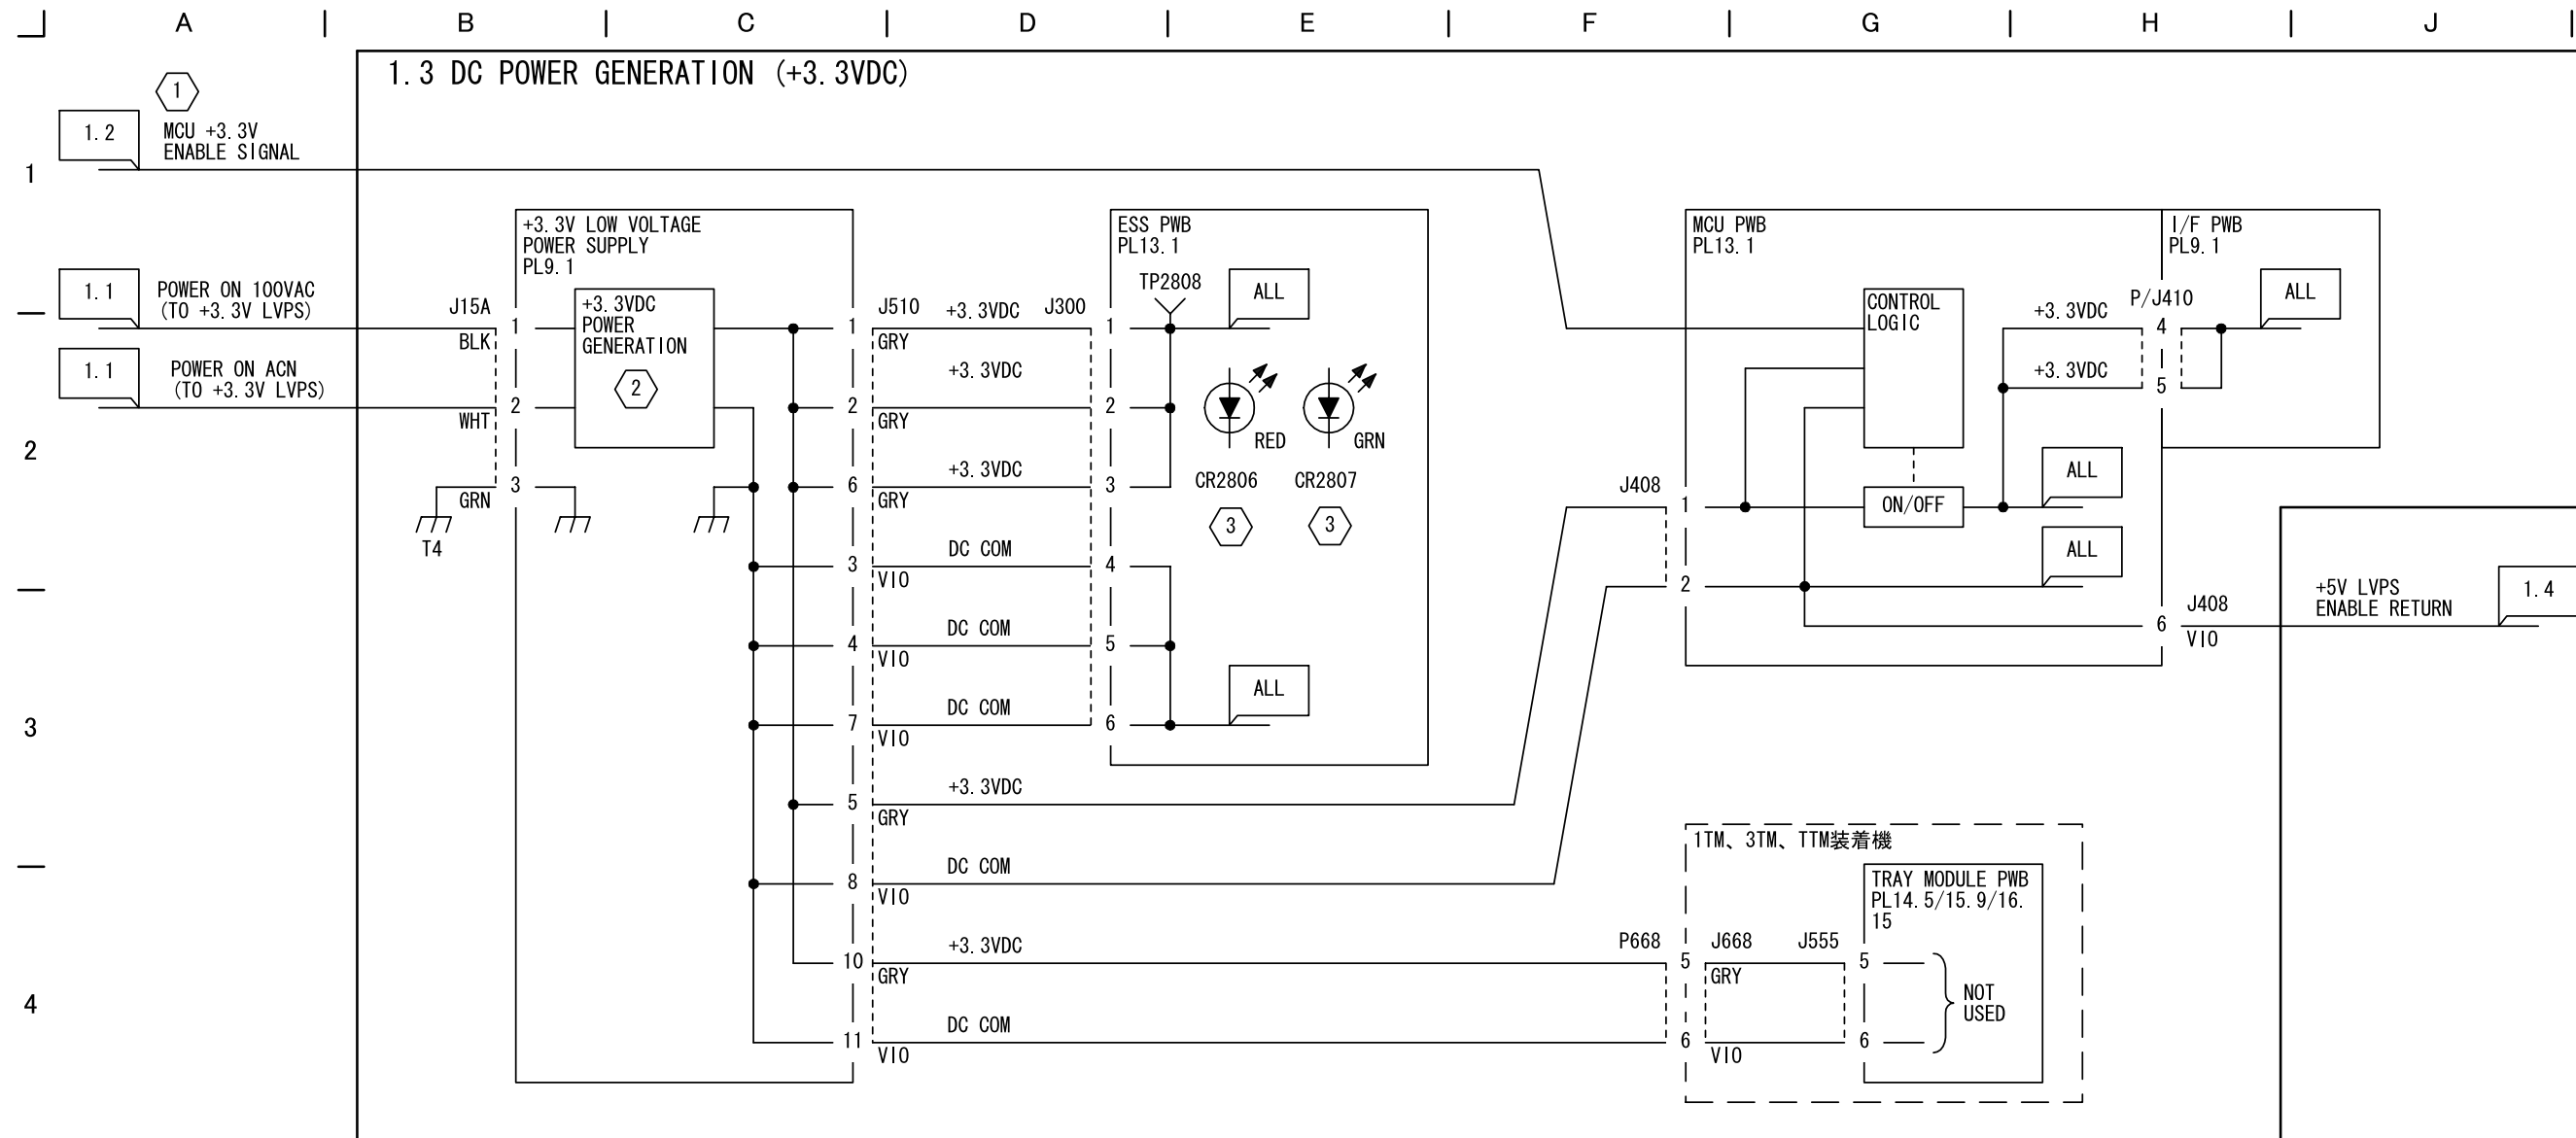 A B C D E F G H J
1.3 DC POWER GENERATION (+3.3VDC)
1
1.2
MCU +3.3V
ENABLE SIGNAL
1
+3.3V LOW VOLTAGE
POWER SUPPLY
PL9.1
ESS PWB
PL13.1
MCU PWB
PL13.1
I/F PWB
PL9.1
1.1
POWER ON 100VAC
(TO +3.3V LVPS)
J15A
1
BLK
+3.3VDC
POWER
GENERATION
2
1
J510
+3.3VDC
J300
GRY
1
TP2808
ALL
CONTROL
LOGIC
+3.3VDC
P/J410
4
ALL
1.1
POWER ON ACN
(TO +3.3V LVPS)
2
WHT
2
+3.3VDC
GRY
2
RED
GRN
+3.3VDC
5
2
3
GRN
T4
6
+3.3VDC
GRY
3
CR2806
CR2807
3
3
J408
1
ON/OFF
ALL
3
DC COM
VIO
4
2
ALL
4
DC COM
VIO
5
6
J408
VIO
+5V LVPS
ENABLE RETURN
1.4
3
7
DC COM
VIO
6
ALL
5
+3.3VDC
GRY
8
DC COM
VIO
1TM、3TM、TTM装着機
TRAY MODULE PWB
PL14.5/15.9/16.
15
4
10
+3.3VDC
GRY
P668
5
J668
GRY
J555
5
NOT
USED
11
DC COM
VIO
6
VIO
6